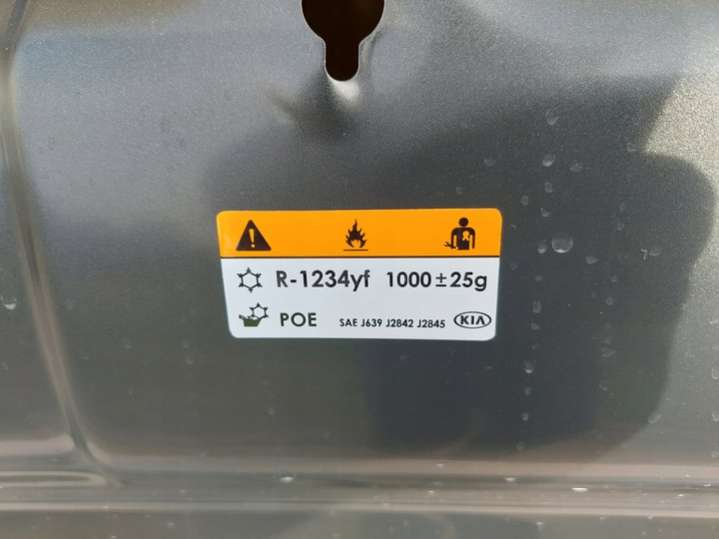 R-1234yf 1000±25g
POE SAE J639 J2842 J2845 KIA